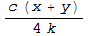 c (x + y)
4 k